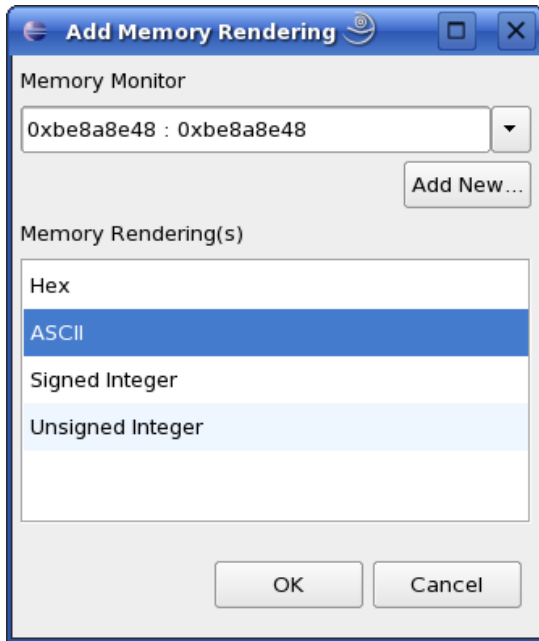 Add Memory Rendering
Memory Monitor
0xbe8a8e48 : 0xbe8a8e48
Add New...
Memory Rendering(s)
Hex
ASCII
Signed Integer
Unsigned Integer
OK Cancel